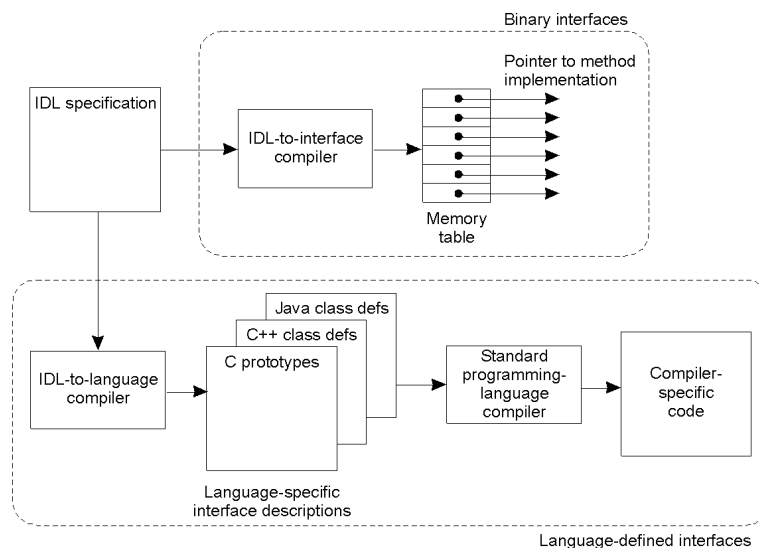 Binary interfaces
Pointer to method
implementation
IDL specification
IDL-to-interface
compiler
Memory
table
Java class defs
C++ class defs
C prototypes
IDL-to-language
compiler
Standard
programming-
language
compiler
Compiler-
specific
code
Language-specific
interface descriptions
Language-defined interfaces